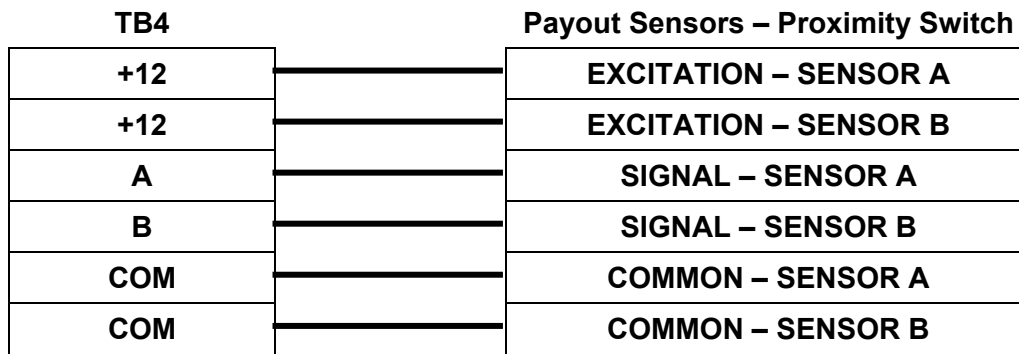 TB4 Payout Sensors – Proximity Switch
+12 EXCITATION – SENSOR A
+12 EXCITATION – SENSOR B
A SIGNAL – SENSOR A
B SIGNAL – SENSOR B
COM COMMON – SENSOR A
COM COMMON – SENSOR B